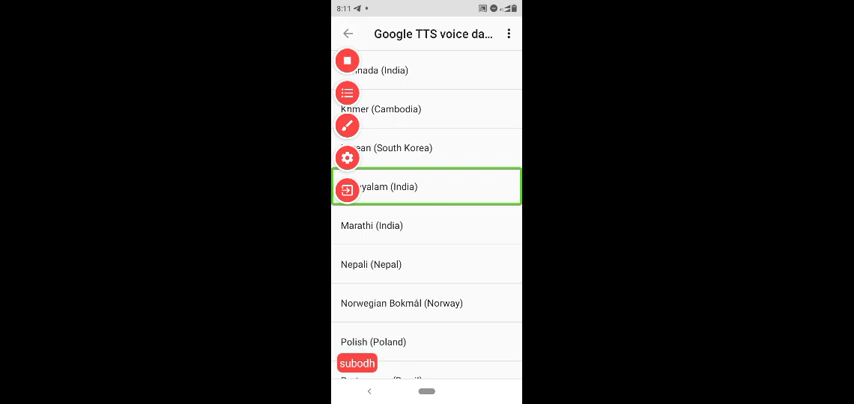 8:11
Google TTS voice da...
nada (India)
Khmer (Cambodia)
ean (South Korea)
yalam (India)
Marathi (India)
Nepali (Nepal)
Norwegian Bokmål (Norway)
Polish (Poland)
subodh